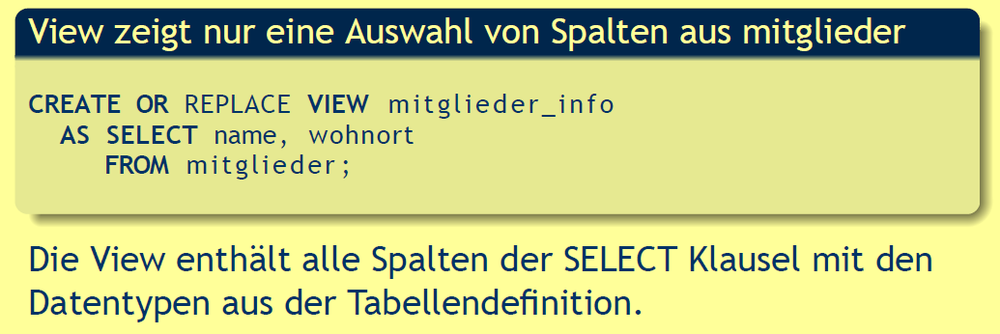 View zeigt nur eine Auswahl von Spalten aus mitglieder
CREATE OR REPLACE VIEW mitglieder_info
AS SELECT name, wohnort
FROM mitglieder;
Die View enthält alle Spalten der SELECT Klausel mit den
Datentypen aus der Tabellendefinition.